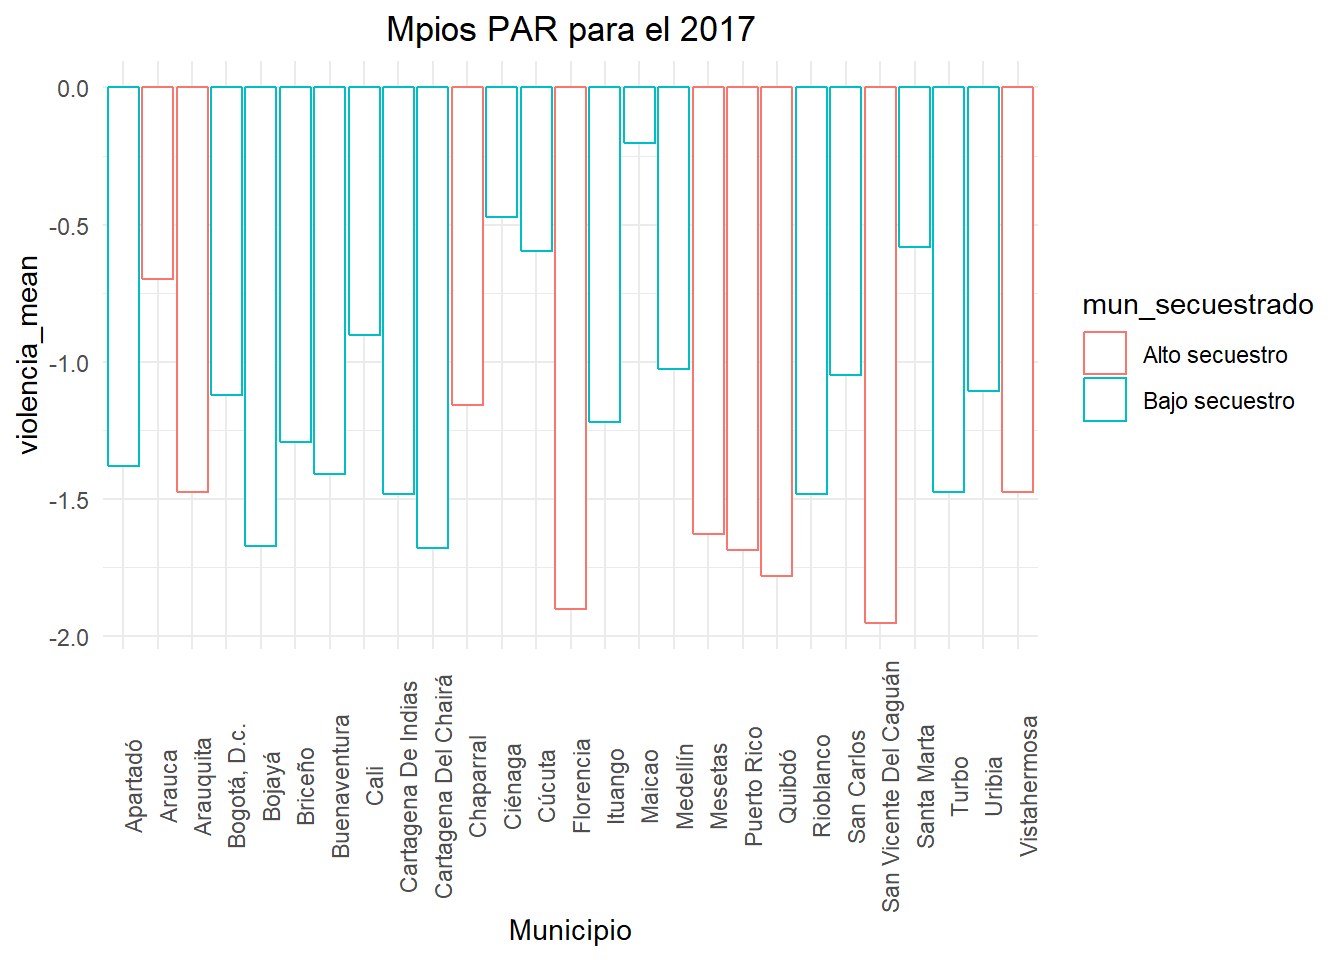 Mpios PAR para el 2017
violencia_mean
0.0
-0.5
-1.0
-1.5
-2.0
Apartadó
Arauca
Arauquita
Bogotá, D.c.
Bojayá
Briceño
Buenaventura
Cali
Cartagena De Indias
Cartagena Del Chairá
Chaparral
Ciénaga
Cúcuta
Florencia
Ituango
Maicao
Medellín
Mesetas
Puerto Rico
Quibdó
Rioblanco
San Carlos
San Vicente Del Caguán
Santa Marta
Turbo
Uribia
Vistahermosa
Municipio
mun_secuestrado
Alto secuestro
Bajo secuestro